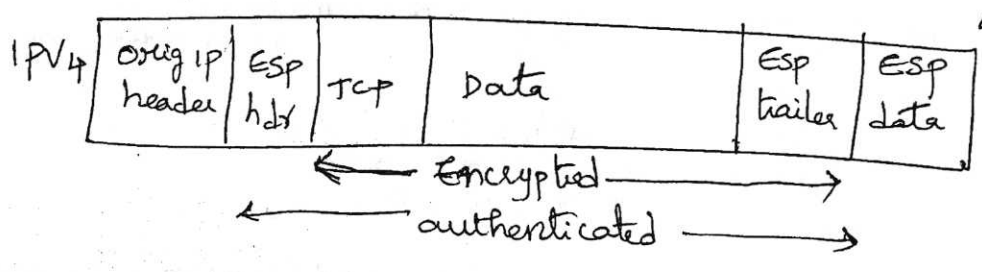 IPV4 orig IP header ESP hdr TCP Data ESP trailer ESP data
Encrypted
authenticated